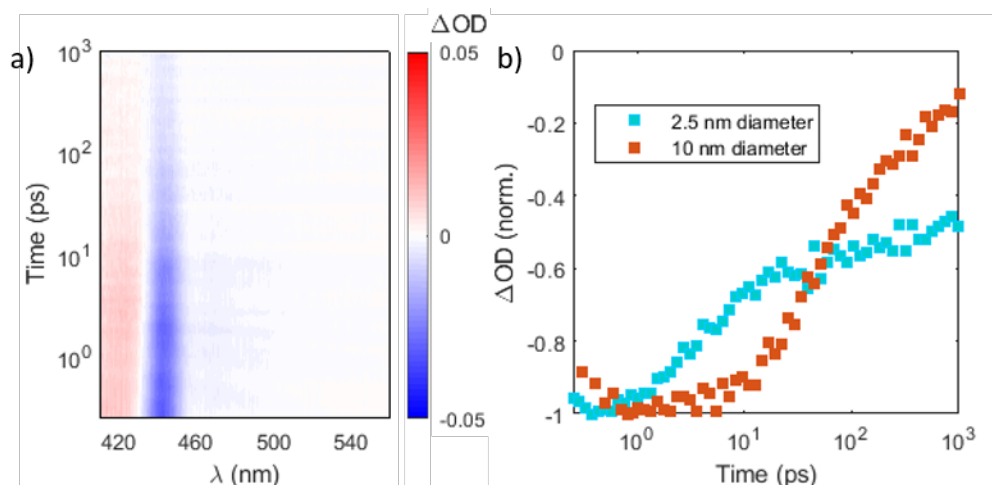 a)
10³
10²
10¹
10⁰
Time (ps)
420 460 500 540
λ (nm)
ΔOD
0.05
0
-0.05
b)
0
-0.2
-0.4
-0.6
-0.8
-1
ΔOD (norm.)
2.5 nm diameter
10 nm diameter
10⁰ 10¹ 10² 10³
Time (ps)